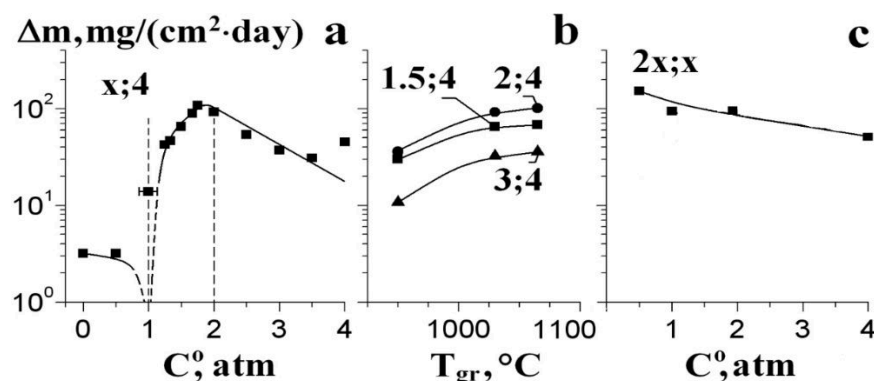 Δm, mg/(cm²·day) a b c
x;4 1.5;4 2;4 2x;x
10²
10¹
3;4
10⁰
0 1 2 3 4 1000 1100 0 1 2 3 4
C°, atm T_gr, °C C°, atm